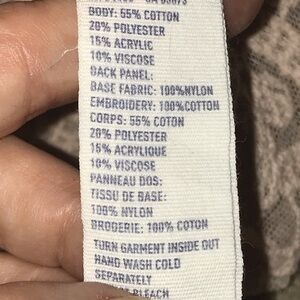 BODY: 55% COTTON
20% POLYESTER
15% ACRYLIC
10% VISCOSE
BACK PANEL:
BASE FABRIC: 100%NYLON
EMBROIDERY: 100%COTTON
CORPS: 55% COTON
20% POLYESTER
15% ACRYLIQUE
10% VISCOSE
PANNEAU DOS:
TISSU DE BASE:
100% NYLON
BRODERIE: 100% COTON
TURN GARMENT INSIDE OUT
HAND WASH COLD
SEPARATELY
BLEACH